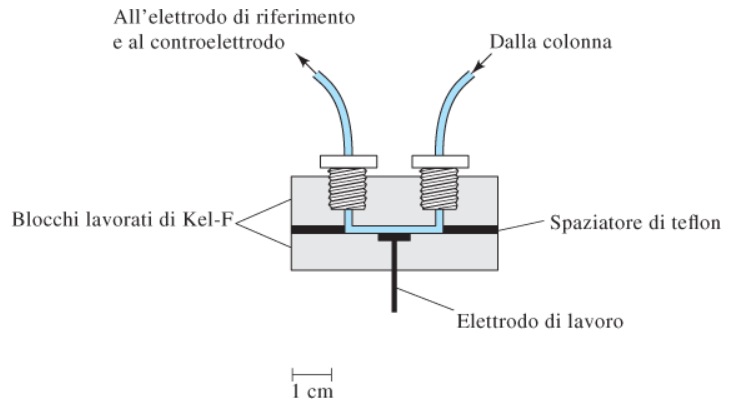 All'elettrodo di riferimento
e al controelettrodo
Dalla colonna
Blocchi lavorati di Kel-F
Spaziatore di teflon
Elettrodo di lavoro
1 cm